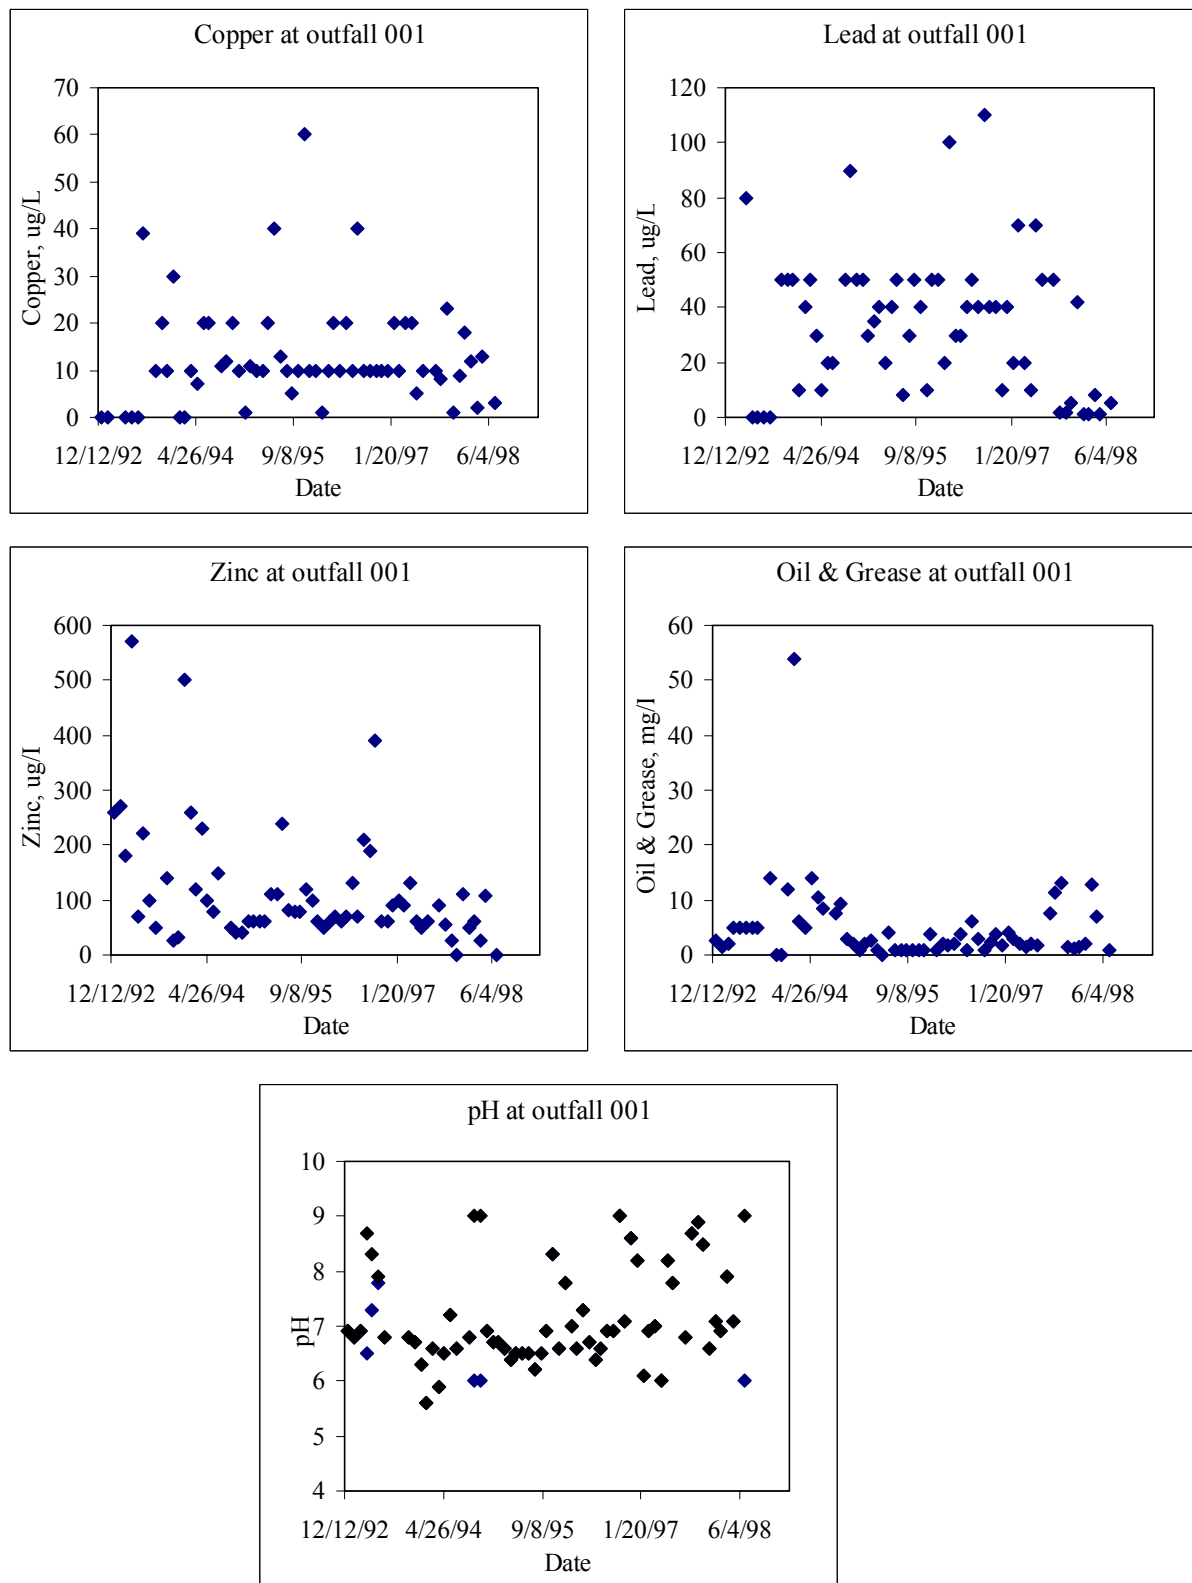 Copper at outfall 001
70
60
50
40
30
20
10
0
Copper, ug/L
12/12/92 4/26/94 9/8/95 1/20/97 6/4/98
Date
Lead at outfall 001
120
100
80
60
40
20
0
Lead, ug/L
12/12/92 4/26/94 9/8/95 1/20/97 6/4/98
Date
Zinc at outfall 001
600
500
400
300
200
100
0
Zinc, ug/l
12/12/92 4/26/94 9/8/95 1/20/97 6/4/98
Date
Oil & Grease at outfall 001
60
50
40
30
20
10
0
Oil & Grease, mg/l
12/12/92 4/26/94 9/8/95 1/20/97 6/4/98
Date
pH at outfall 001
10
9
8
7
6
5
4
pH
12/12/92 4/26/94 9/8/95 1/20/97 6/4/98
Date